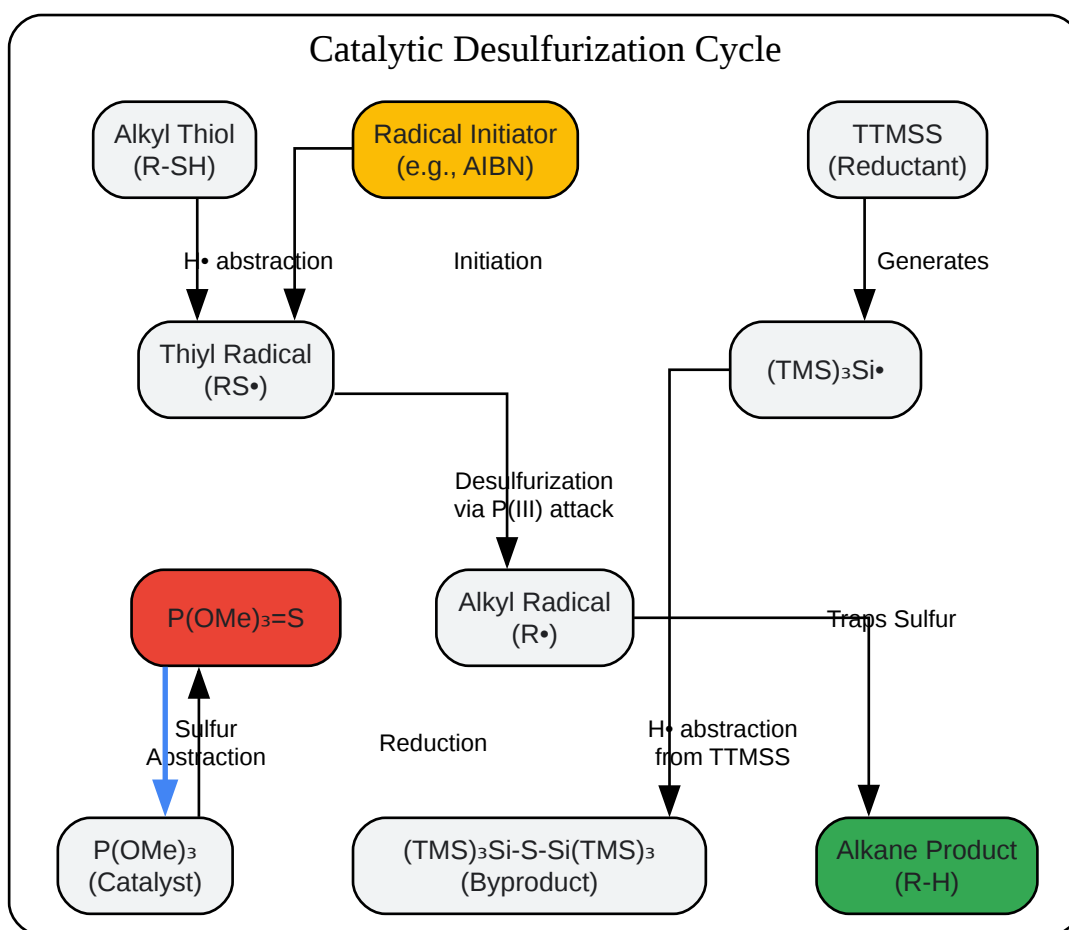 Catalytic Desulfurization Cycle
Alkyl Thiol
(R-SH)
Radical Initiator
(e.g., AIBN)
TTMSS
(Reductant)
H• abstraction
Initiation
Generates
Thiyl Radical
(RS•)
(TMS)₃Si•
Desulfurization
via P(III) attack
P(OMe)₃=S
Alkyl Radical
(R•)
Traps Sulfur
Sulfur
Abstraction
Reduction
H• abstraction
from TTMSS
P(OMe)₃
(Catalyst)
(TMS)₃Si-S-Si(TMS)₃
(Byproduct)
Alkane Product
(R-H)